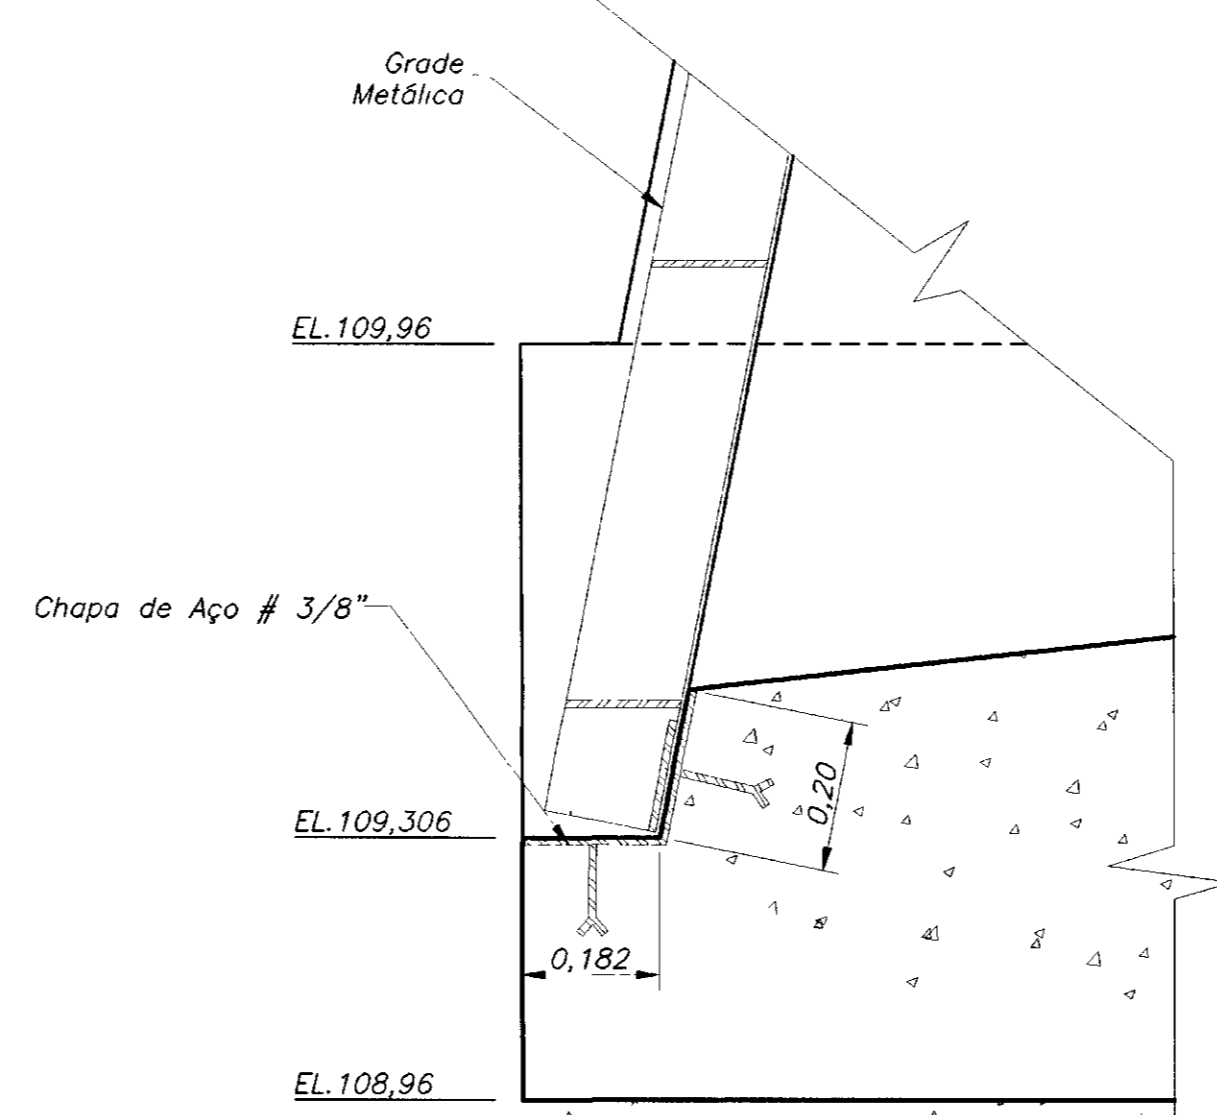 Grade
Metálica
EL.109,96
Chapa de Aço # 3/8"
0,20
EL.109,306
0,182
EL.108,96